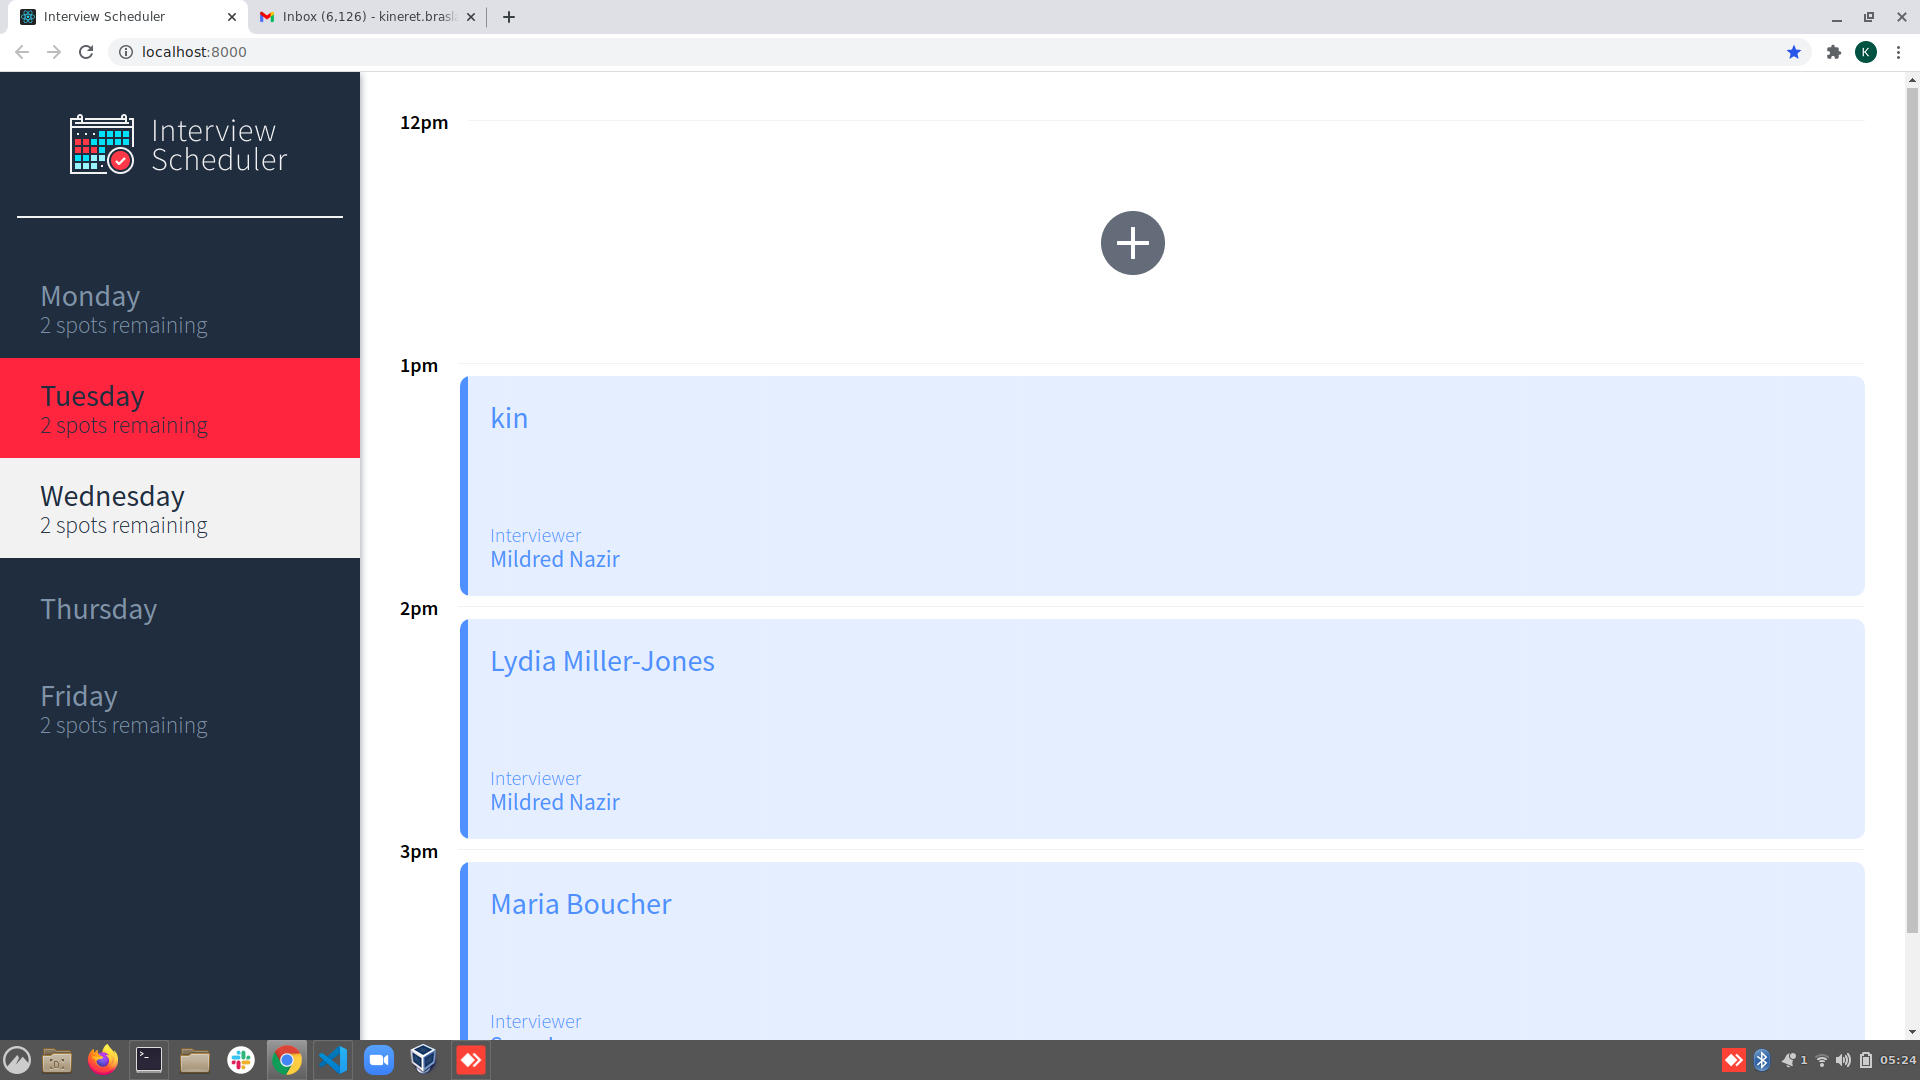 Interview Scheduler
Inbox (6,126) - kineret.brasl
localhost:8000
K
Interview
Scheduler
Monday
2 spots remaining
Tuesday
2 spots remaining
Wednesday
2 spots remaining
Thursday
Friday
2 spots remaining
12pm
1pm
kin
Interviewer
Mildred Nazir
2pm
Lydia Miller-Jones
Interviewer
Mildred Nazir
3pm
Maria Boucher
Interviewer
1
05:24